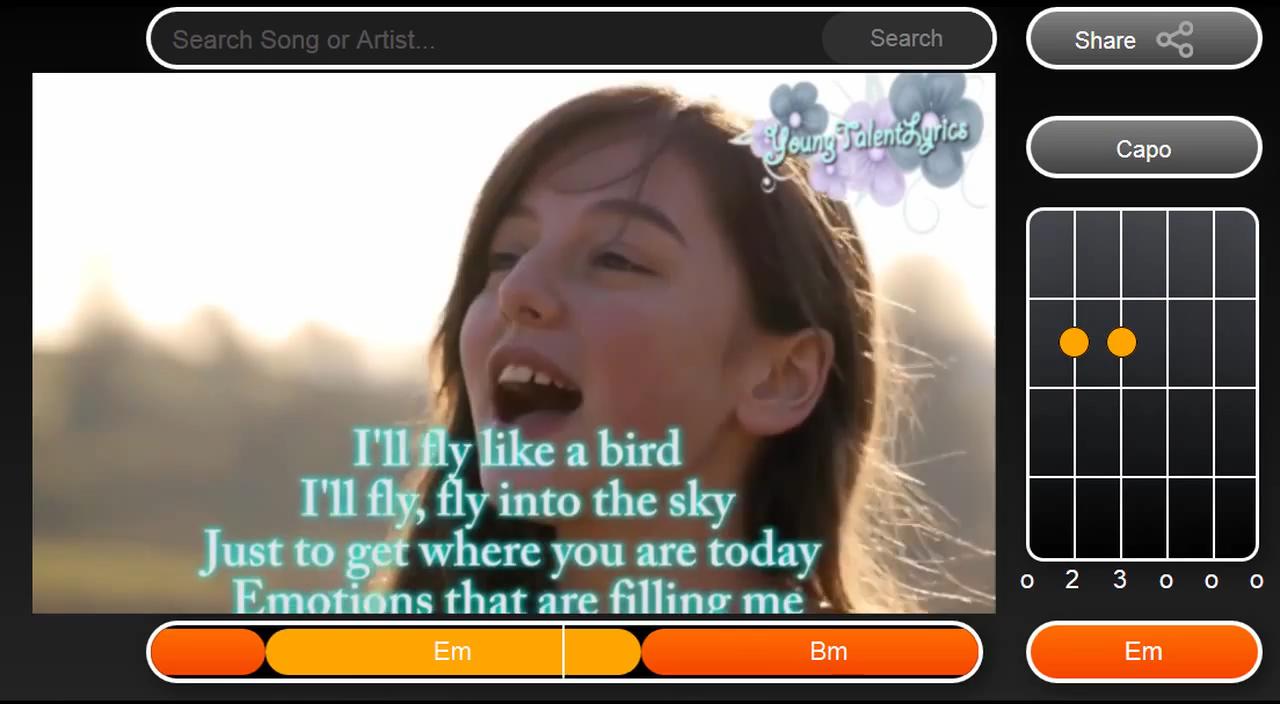 Search Song or Artist...
Search
Share
YoungTalentLyrics
Capo
I'll fly like a bird
I'll fly, fly into the sky
Just to get where you are today
Emotions that are filling me
o 2 3 o o o
Em
Bm
Em